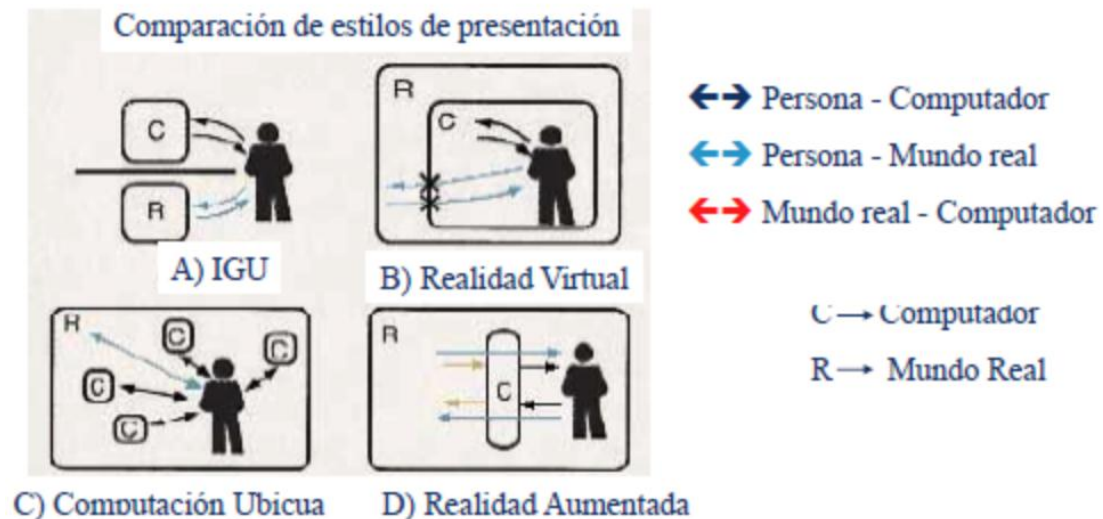 Comparación de estilos de presentación
C
R
A) IGU
R
C
B) Realidad Virtual
←→ Persona - Computador
←→ Persona - Mundo real
←→ Mundo real - Computador
R
C
C
C
C
C) Computación Ubicua
R
C
D) Realidad Aumentada
C → Computador
R → Mundo Real